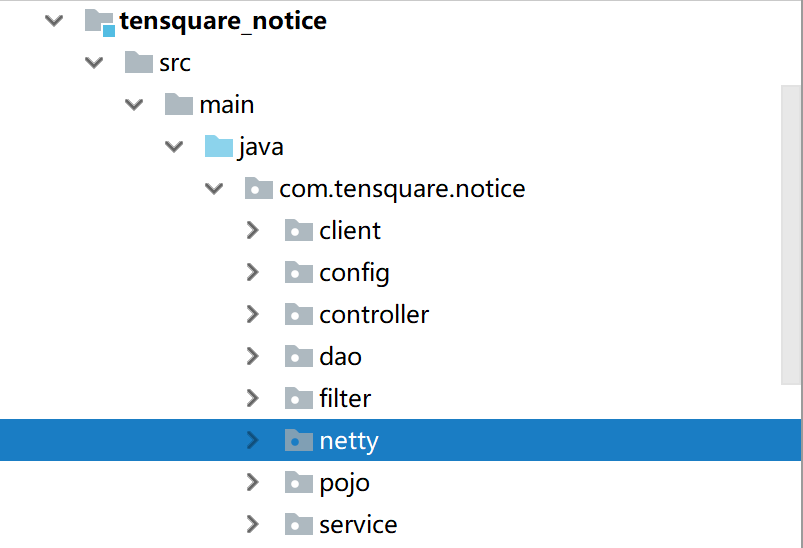 tensquare_notice
src
main
java
com.tensquare.notice
client
config
controller
dao
filter
netty
pojo
service